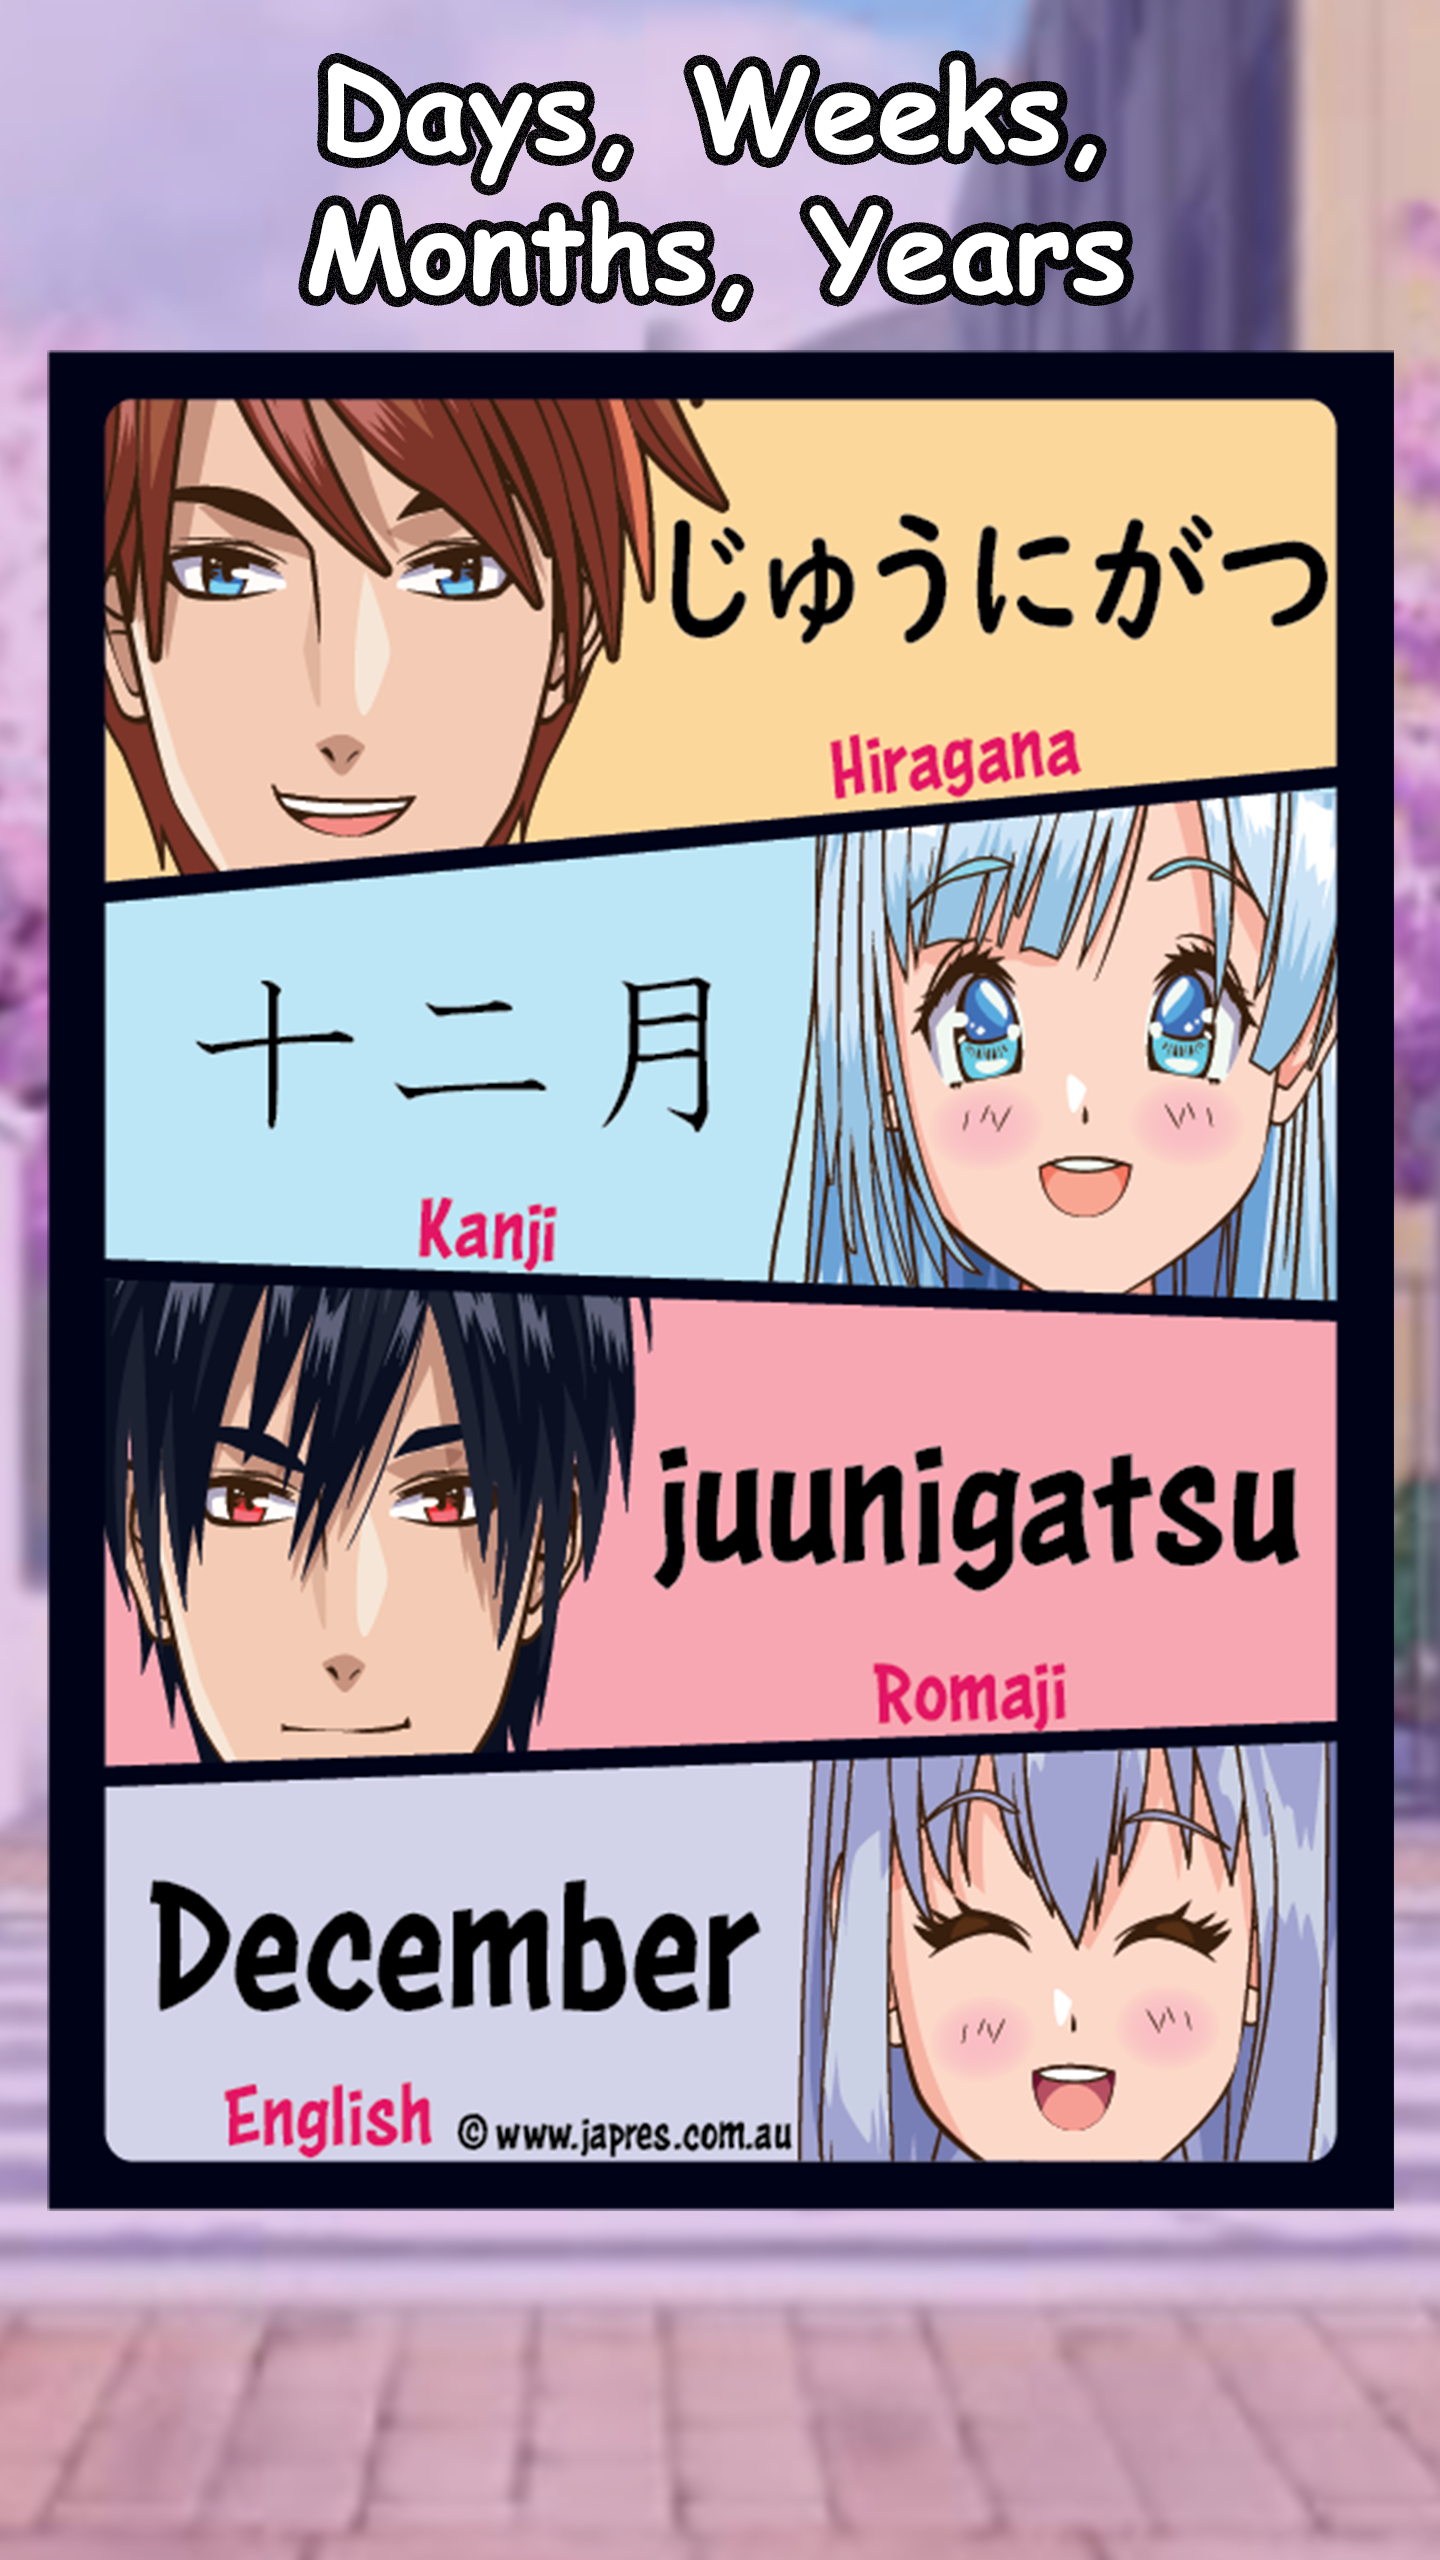 Days, Weeks,
Months, Years
じゅうにがつ
Hiragana
十二月
Kanji
juunigatsu
Romaji
December
English
© www.japres.com.au